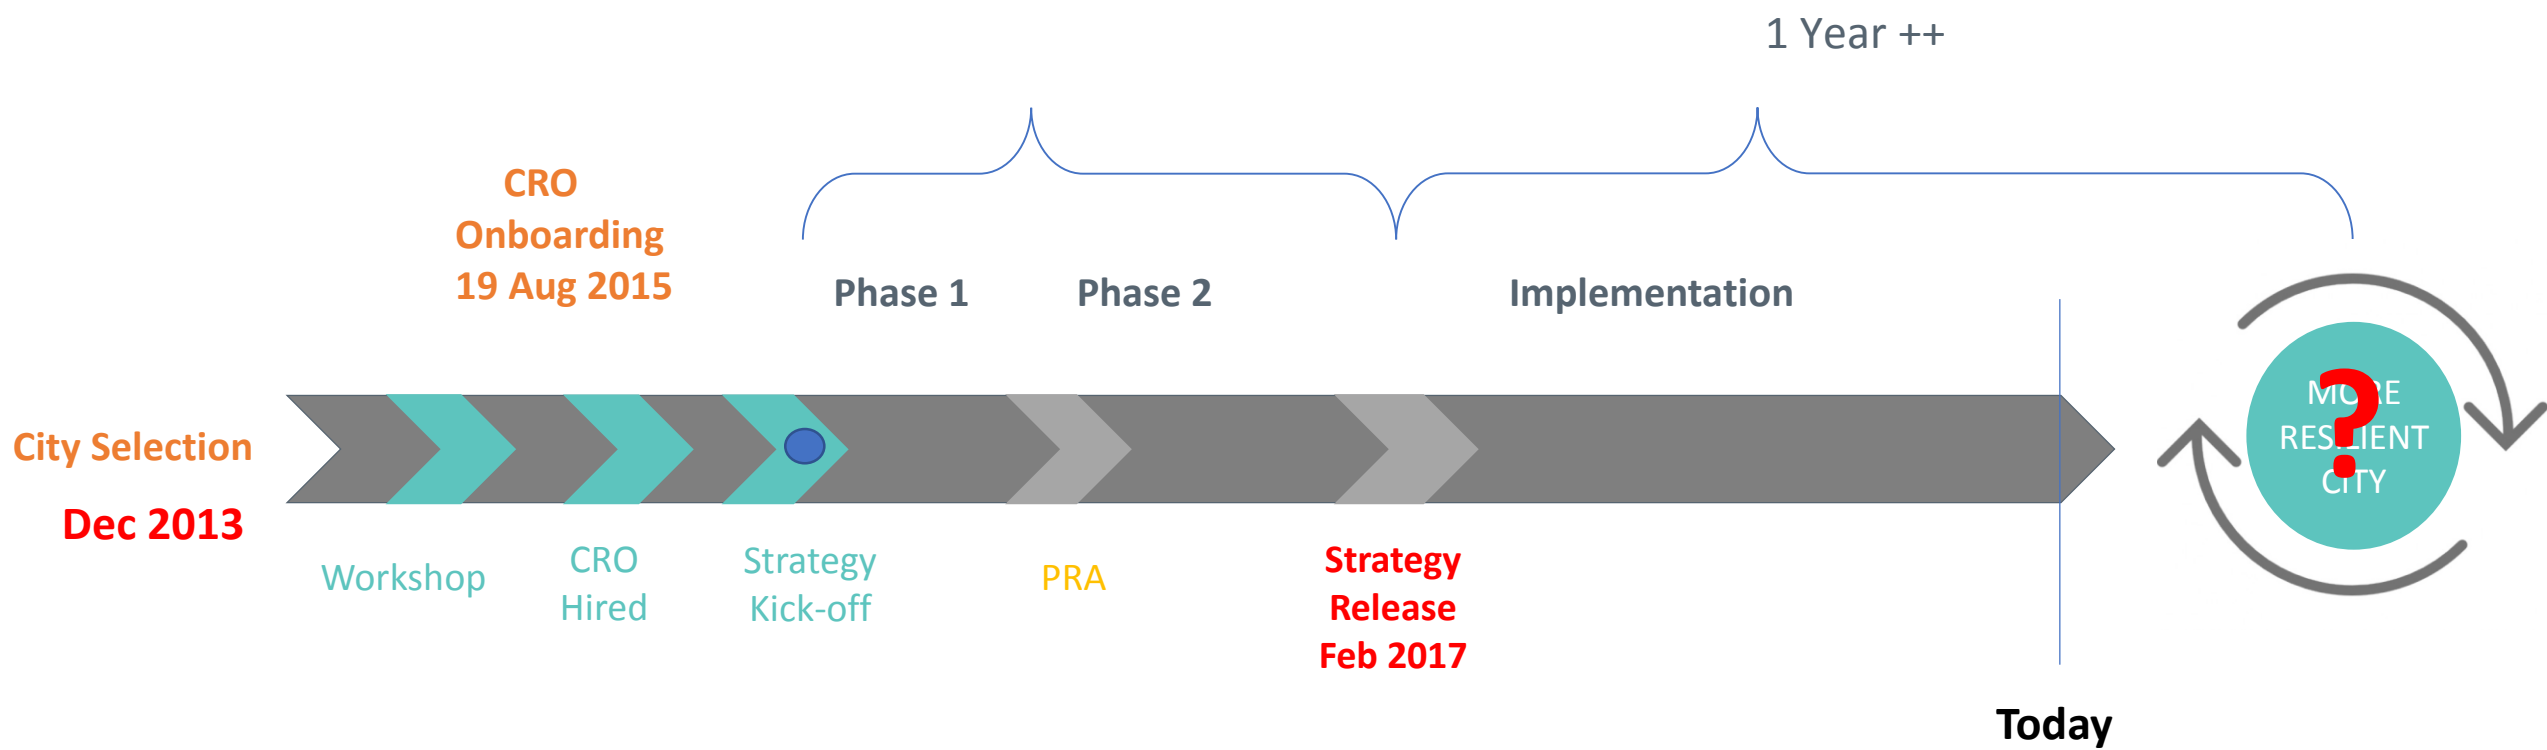 1 Year ++
CRO
Onboarding
19 Aug 2015
Phase 1
Phase 2
Implementation
City Selection
Dec 2013
MORE
RESILIENT
CITY
?
Workshop
CRO
Hired
Strategy
Kick-off
PRA
Strategy
Release
Feb 2017
Today